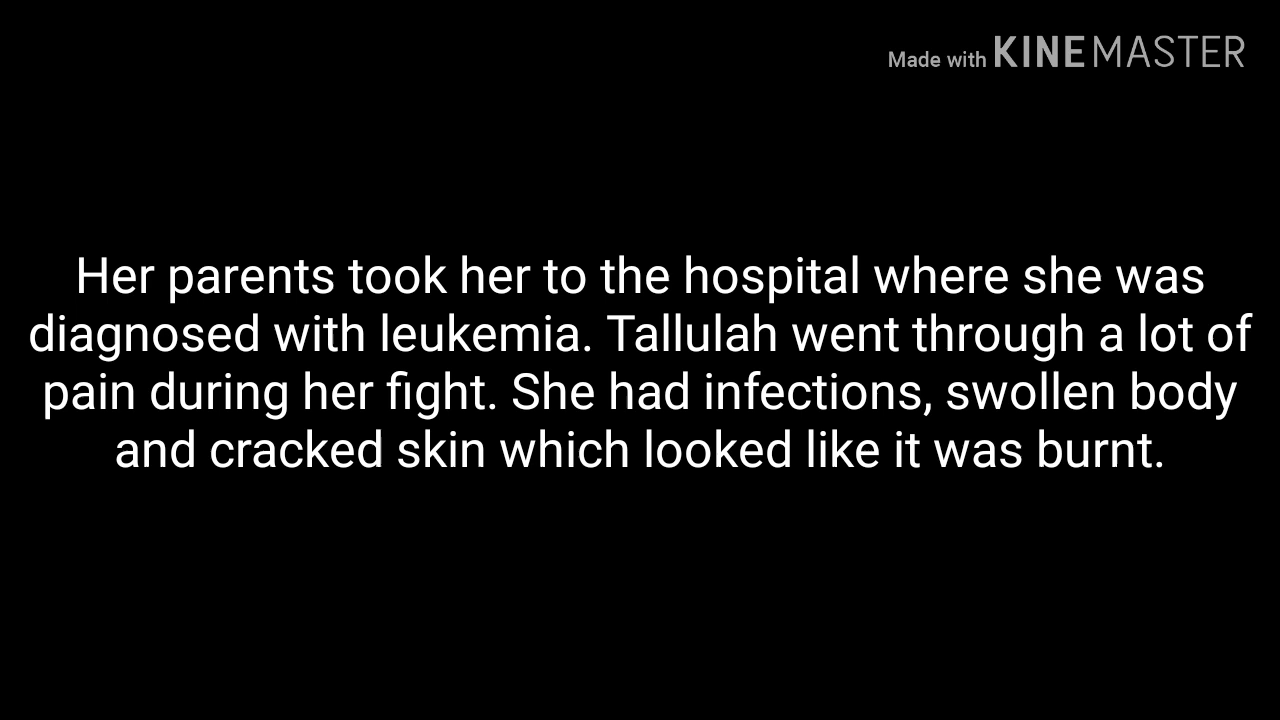 Made with KINEMASTER
Her parents took her to the hospital where she was
diagnosed with leukemia. Tallulah went through a lot of
pain during her fight. She had infections, swollen body
and cracked skin which looked like it was burnt.